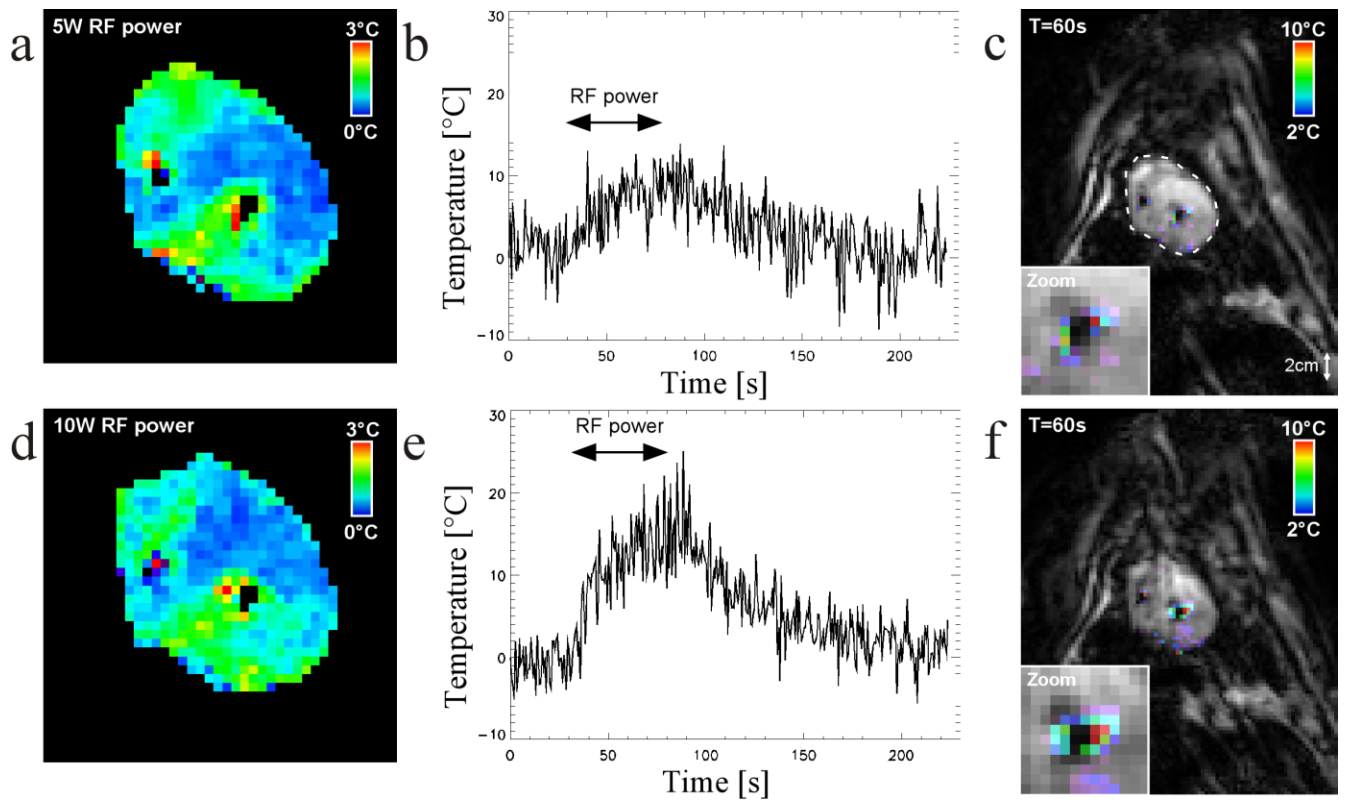 a
5W RF power
3°C
0°C
b
30
20
10
0
−10
Temperature [°C]
RF power
0
50
100
150
200
Time [s]
c
T=60s
10°C
2°C
Zoom
2cm
d
10W RF power
3°C
0°C
e
30
20
10
0
−10
Temperature [°C]
RF power
0
50
100
150
200
Time [s]
f
T=60s
10°C
2°C
Zoom